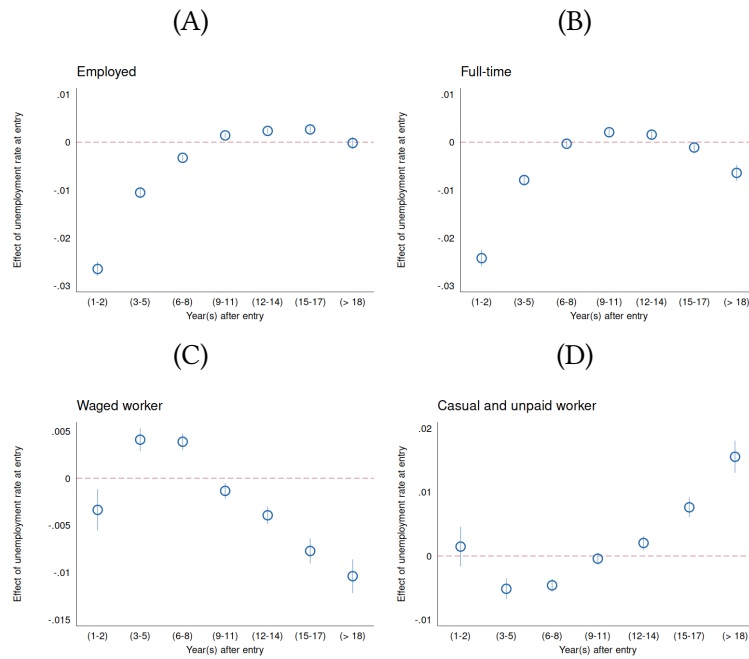 (A)
Employed
Effect of unemployment rate at entry
.01
0
-.01
-.02
-.03
(1-2) (3-5) (6-8) (9-11) (12-14) (15-17) (> 18)
Year(s) after entry
(B)
Full-time
Effect of unemployment rate at entry
.01
0
-.01
-.02
-.03
(1-2) (3-5) (6-8) (9-11) (12-14) (15-17) (> 18)
Year(s) after entry
(C)
Waged worker
Effect of unemployment rate at entry
.005
0
-.005
-.01
-.015
(1-2) (3-5) (6-8) (9-11) (12-14) (15-17) (> 18)
Year(s) after entry
(D)
Casual and unpaid worker
Effect of unemployment rate at entry
.02
.01
0
-.01
(1-2) (3-5) (6-8) (9-11) (12-14) (15-17) (> 18)
Year(s) after entry